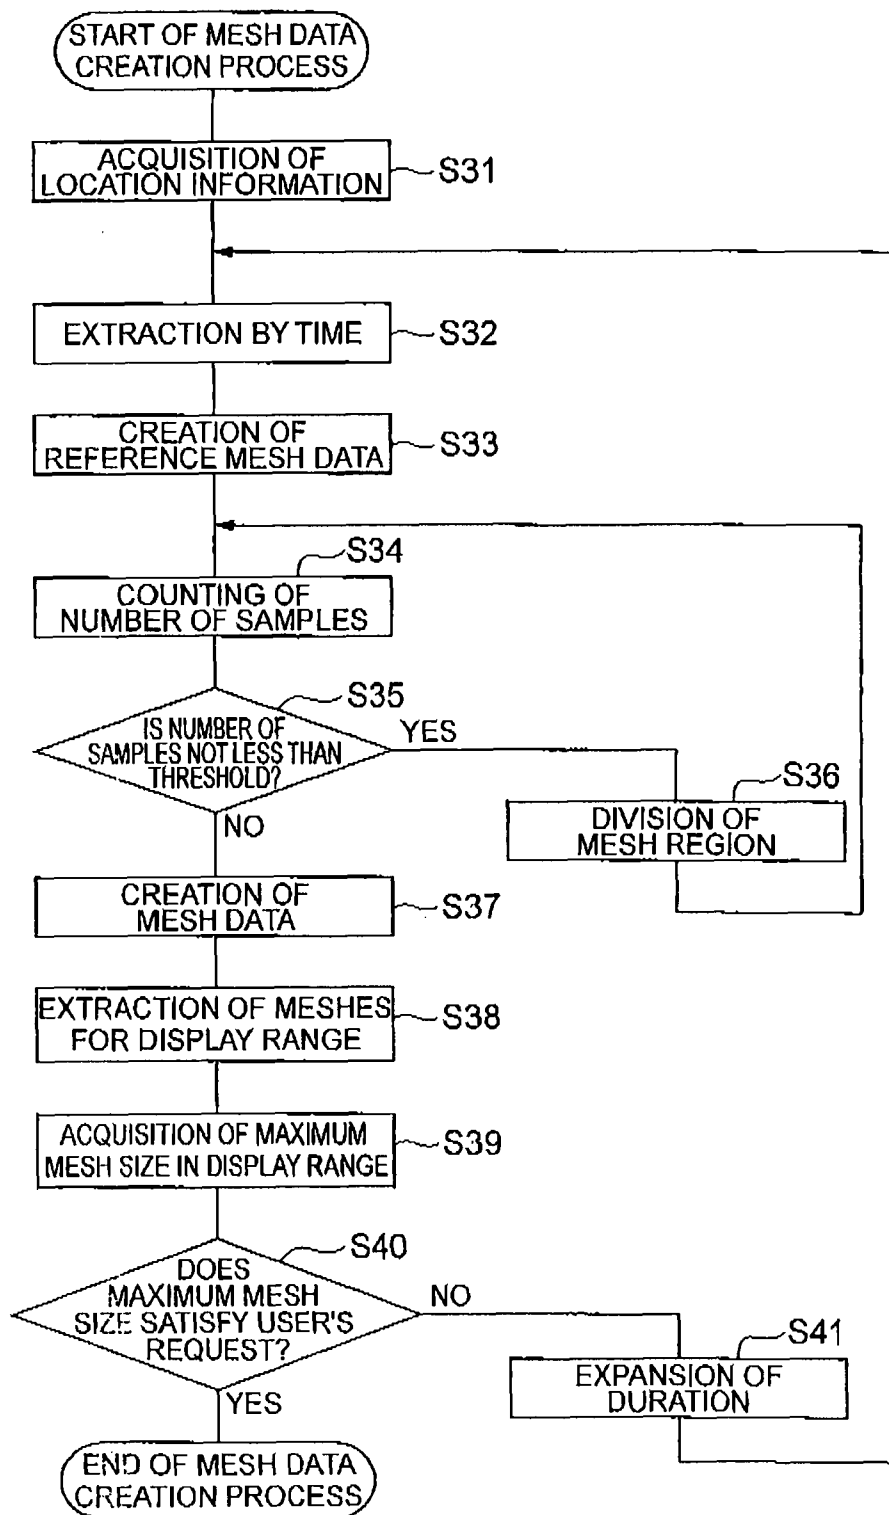 START OF MESH DATA
CREATION PROCESS
ACQUISITION OF
LOCATION INFORMATION
S31
EXTRACTION BY TIME
S32
CREATION OF
REFERENCE MESH DATA
S33
S34
COUNTING OF
NUMBER OF SAMPLES
S35
IS NUMBER OF
SAMPLES NOT LESS THAN
THRESHOLD?
YES
NO
S36
DIVISION OF
MESH REGION
CREATION OF
MESH DATA
S37
EXTRACTION OF MESHES
FOR DISPLAY RANGE
S38
ACQUISITION OF MAXIMUM
MESH SIZE IN DISPLAY RANGE
S39
S40
DOES
MAXIMUM MESH
SIZE SATISFY USER'S
REQUEST?
NO
YES
S41
EXPANSION OF
DURATION
END OF MESH DATA
CREATION PROCESS